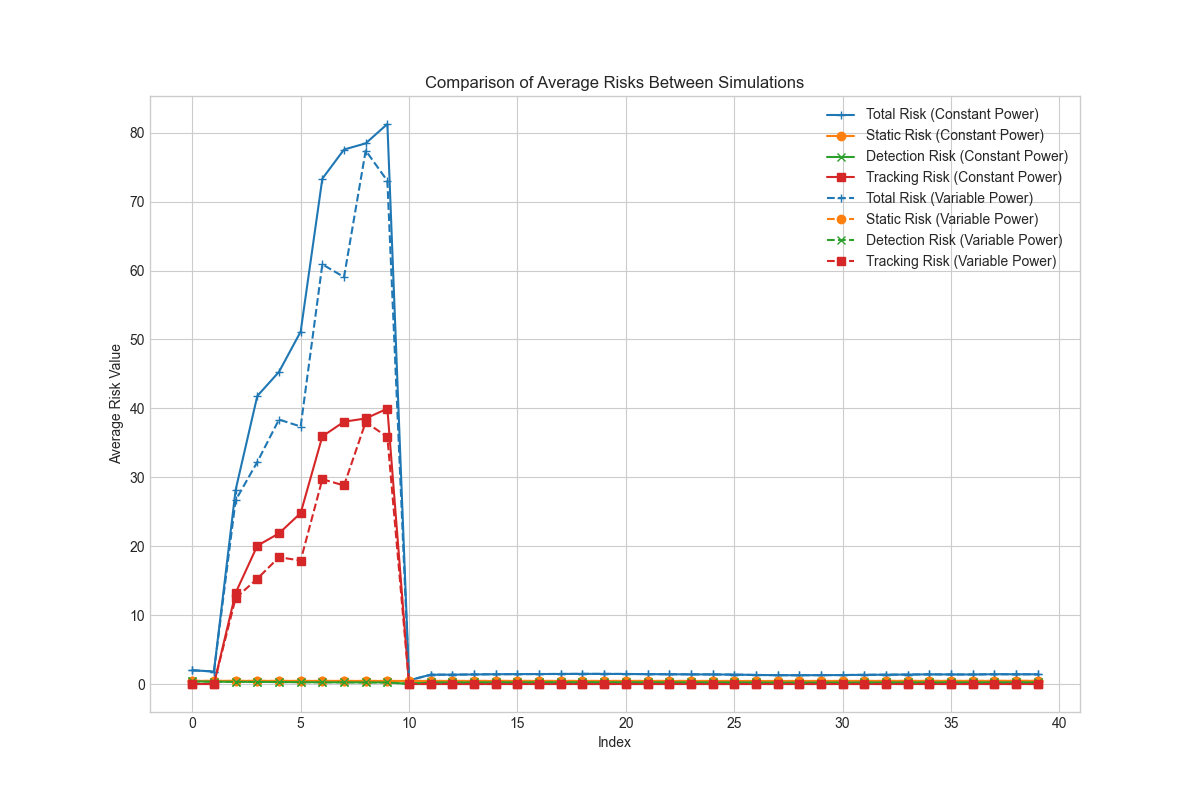 Comparison of Average Risks Between Simulations
Total Risk (Constant Power)
Static Risk (Constant Power)
Detection Risk (Constant Power)
Tracking Risk (Constant Power)
Total Risk (Variable Power)
Static Risk (Variable Power)
Detection Risk (Variable Power)
Tracking Risk (Variable Power)
Average Risk Value
80
70
60
50
40
30
20
10
0
0 5 10 15 20 25 30 35 40
Index